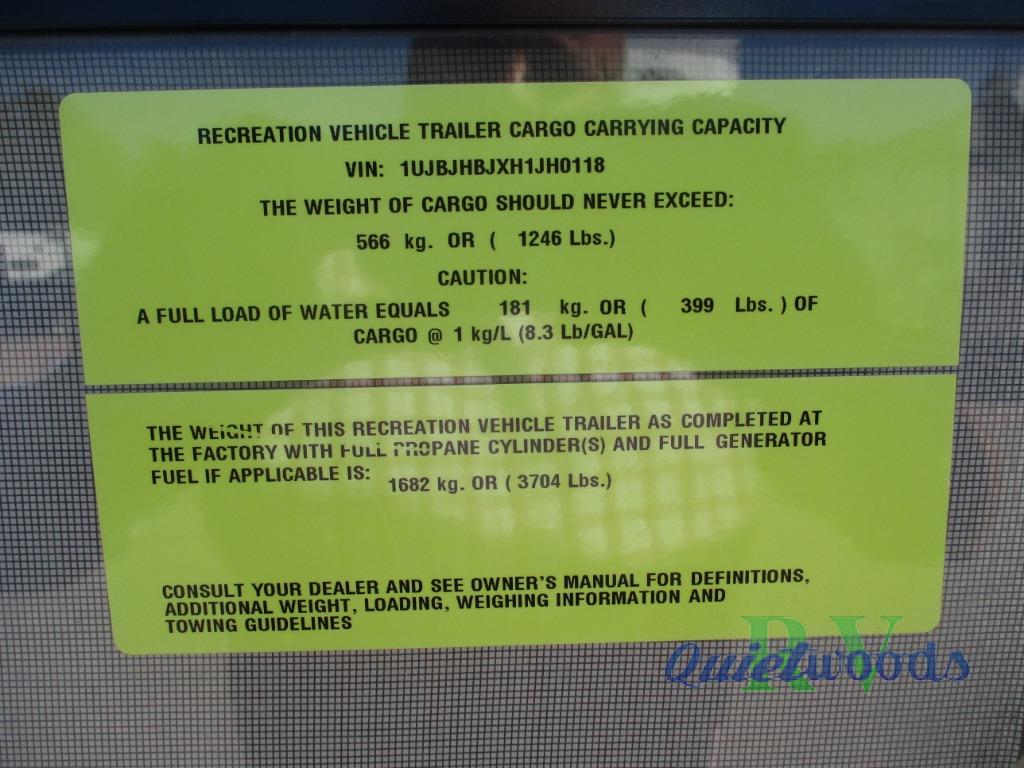 RECREATION VEHICLE TRAILER CARGO CARRYING CAPACITY
VIN: 1UJBJHBJXH1JH0118
THE WEIGHT OF CARGO SHOULD NEVER EXCEED:
566 kg. OR ( 1246 Lbs.)
CAUTION:
A FULL LOAD OF WATER EQUALS 181 kg. OR ( 399 Lbs. ) OF
CARGO @ 1 kg/L (8.3 Lb/GAL)
THE WEIGHT OF THIS RECREATION VEHICLE TRAILER AS COMPLETED AT
THE FACTORY WITH FULL PROPANE CYLINDER(S) AND FULL GENERATOR
FUEL IF APPLICABLE IS: 1682 kg. OR ( 3704 Lbs.)
CONSULT YOUR DEALER AND SEE OWNER'S MANUAL FOR DEFINITIONS,
ADDITIONAL WEIGHT, LOADING, WEIGHING INFORMATION AND
TOWING GUIDELINES
Quietwoods RV